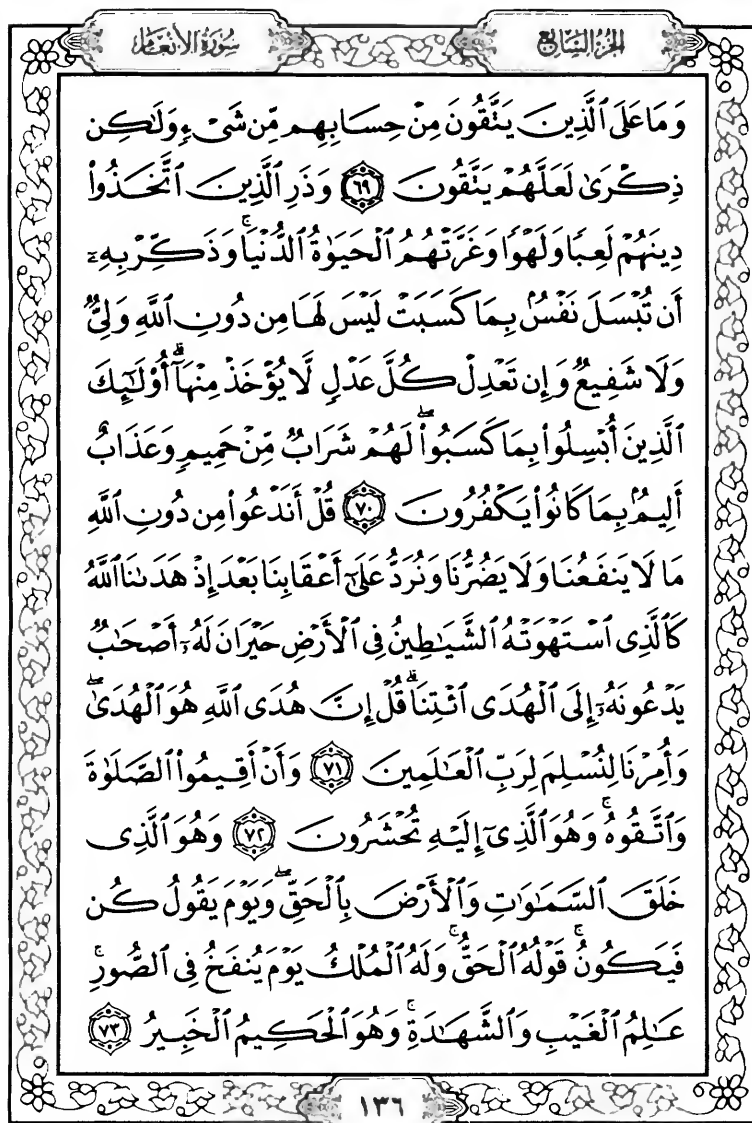 الجزء السابع
سورة الأنعام
وَمَا عَلَى ٱلَّذِينَ يَتَّقُونَ مِنْ حِسَابِهِم مِّن شَىْءٍ وَلَٰكِن
ذِكْرَىٰ لَعَلَّهُمْ يَتَّقُونَ ۝٦٩ وَذَرِ ٱلَّذِينَ ٱتَّخَذُوا۟
دِينَهُمْ لَعِبًا وَلَهْوًا وَغَرَّتْهُمُ ٱلْحَيَوٰةُ ٱلدُّنْيَا ۚ وَذَكِّرْ بِهِۦٓ
أَن تُبْسَلَ نَفْسٌۢ بِمَا كَسَبَتْ لَيْسَ لَهَا مِن دُونِ ٱللَّهِ وَلِىٌّ
وَلَا شَفِيعٌ وَإِن تَعْدِلْ كُلَّ عَدْلٍ لَّا يُؤْخَذْ مِنْهَآ ۗ أُو۟لَٰٓئِكَ
ٱلَّذِينَ أُبْسِلُوا۟ بِمَا كَسَبُوا۟ ۖ لَهُمْ شَرَابٌ مِّنْ حَمِيمٍ وَعَذَابٌ
أَلِيمٌۢ بِمَا كَانُوا۟ يَكْفُرُونَ ۝٧٠ قُلْ أَنَدْعُوا۟ مِن دُونِ ٱللَّهِ
مَا لَا يَنفَعُنَا وَلَا يَضُرُّنَا وَنُرَدُّ عَلَىٰٓ أَعْقَابِنَا بَعْدَ إِذْ هَدَىٰنَا ٱللَّهُ
كَٱلَّذِى ٱسْتَهْوَتْهُ ٱلشَّيَٰطِينُ فِى ٱلْأَرْضِ حَيْرَانَ لَهُۥٓ أَصْحَٰبٌ
يَدْعُونَهُۥٓ إِلَى ٱلْهُدَى ٱئْتِنَا ۗ قُلْ إِنَّ هُدَى ٱللَّهِ هُوَ ٱلْهُدَىٰ ۖ
وَأُمِرْنَا لِنُسْلِمَ لِرَبِّ ٱلْعَٰلَمِينَ ۝٧١ وَأَنْ أَقِيمُوا۟ ٱلصَّلَوٰةَ
وَٱتَّقُوهُ ۚ وَهُوَ ٱلَّذِىٓ إِلَيْهِ تُحْشَرُونَ ۝٧٢ وَهُوَ ٱلَّذِى
خَلَقَ ٱلسَّمَٰوَٰتِ وَٱلْأَرْضَ بِٱلْحَقِّ ۖ وَيَوْمَ يَقُولُ كُن
فَيَكُونُ ۚ قَوْلُهُ ٱلْحَقُّ ۚ وَلَهُ ٱلْمُلْكُ يَوْمَ يُنفَخُ فِى ٱلصُّورِ ۚ
عَٰلِمُ ٱلْغَيْبِ وَٱلشَّهَٰدَةِ ۚ وَهُوَ ٱلْحَكِيمُ ٱلْخَبِيرُ ۝٧٣
١٣٦